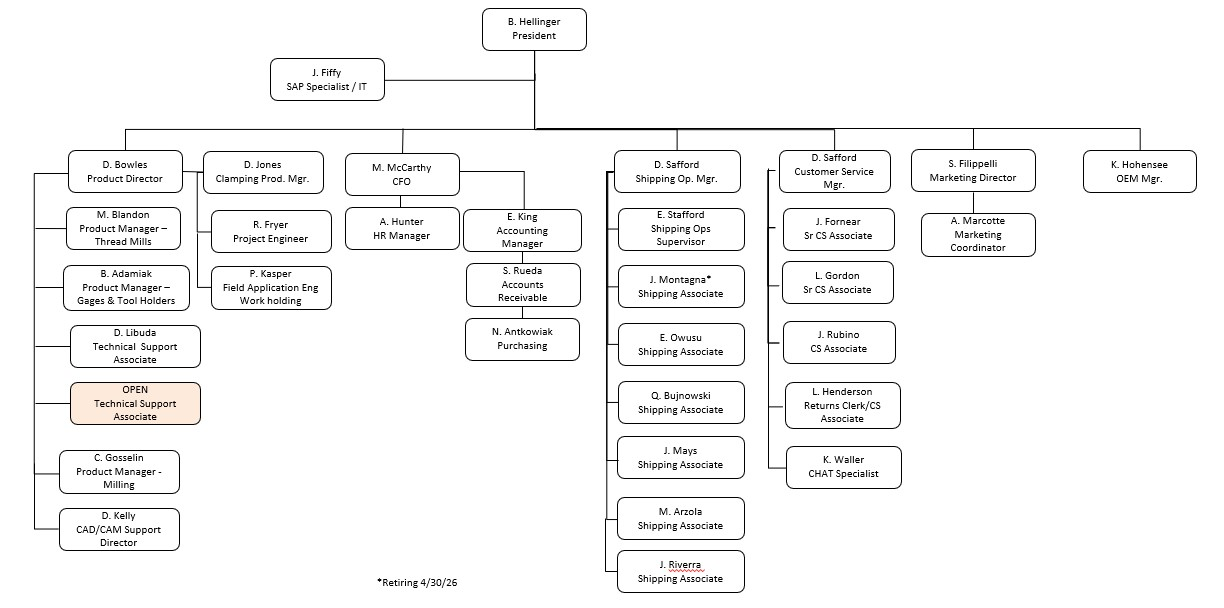 B. Hellinger
President
J. Fiffy
SAP Specialist / IT
D. Bowles
Product Director
D. Jones
Clamping Prod. Mgr.
M. McCarthy
CFO
D. Safford
Shipping Op. Mgr.
D. Safford
Customer Service
Mgr.
S. Filippelli
Marketing Director
K. Hohensee
OEM Mgr.
M. Blandon
Product Manager –
Thread Mills
R. Fryer
Project Engineer
A. Hunter
HR Manager
E. King
Accounting
Manager
E. Stafford
Shipping Ops
Supervisor
J. Fornear
Sr CS Associate
A. Marcotte
Marketing
Coordinator
B. Adamiak
Product Manager –
Gages & Tool Holders
P. Kasper
Field Application Eng
Work holding
S. Rueda
Accounts
Receivable
J. Montagna*
Shipping Associate
L. Gordon
Sr CS Associate
D. Libuda
Technical Support
Associate
N. Antkowiak
Purchasing
E. Owusu
Shipping Associate
J. Rubino
CS Associate
OPEN
Technical Support
Associate
Q. Bujnowski
Shipping Associate
L. Henderson
Returns Clerk/CS
Associate
C. Gosselin
Product Manager -
Milling
J. Mays
Shipping Associate
K. Waller
CHAT Specialist
D. Kelly
CAD/CAM Support
Director
M. Arzola
Shipping Associate
J. Riverra
Shipping Associate
*Retiring 4/30/26